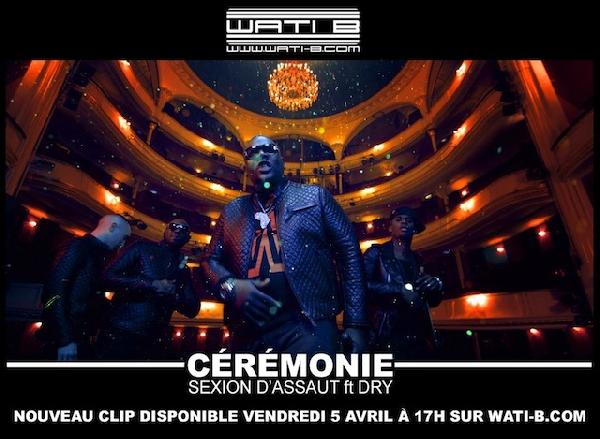 WATI B
WWW.WATI-B.COM
CÉRÉMONIE
SEXION D'ASSAUT ft DRY
NOUVEAU CLIP DISPONIBLE VENDREDI 5 AVRIL À 17H SUR WATI-B.COM